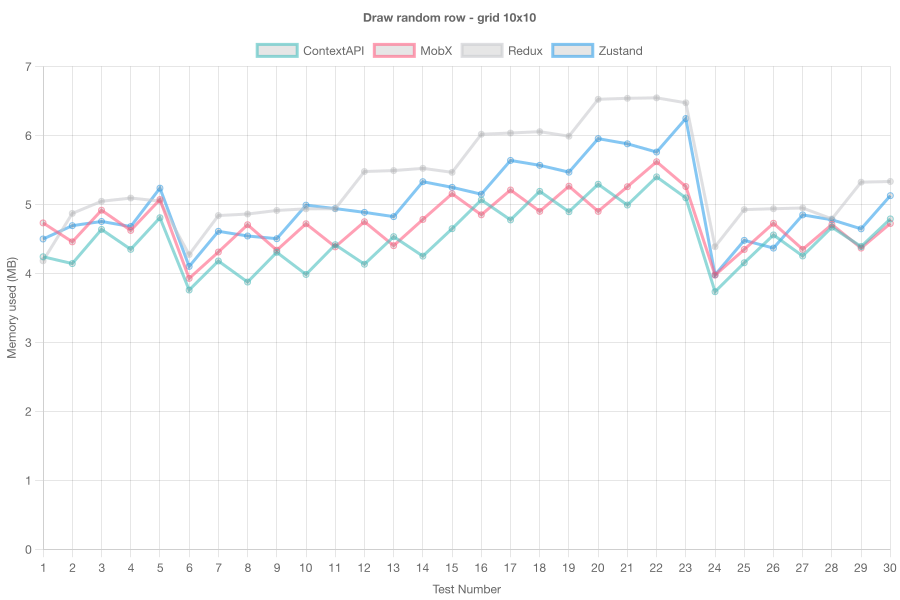 Draw random row - grid 10x10
ContextAPI MobX Redux Zustand
7
6
5
4
3
2
1
0
Memory used (MB)
1 2 3 4 5 6 7 8 9 10 11 12 13 14 15 16 17 18 19 20 21 22 23 24 25 26 27 28 29 30
Test Number